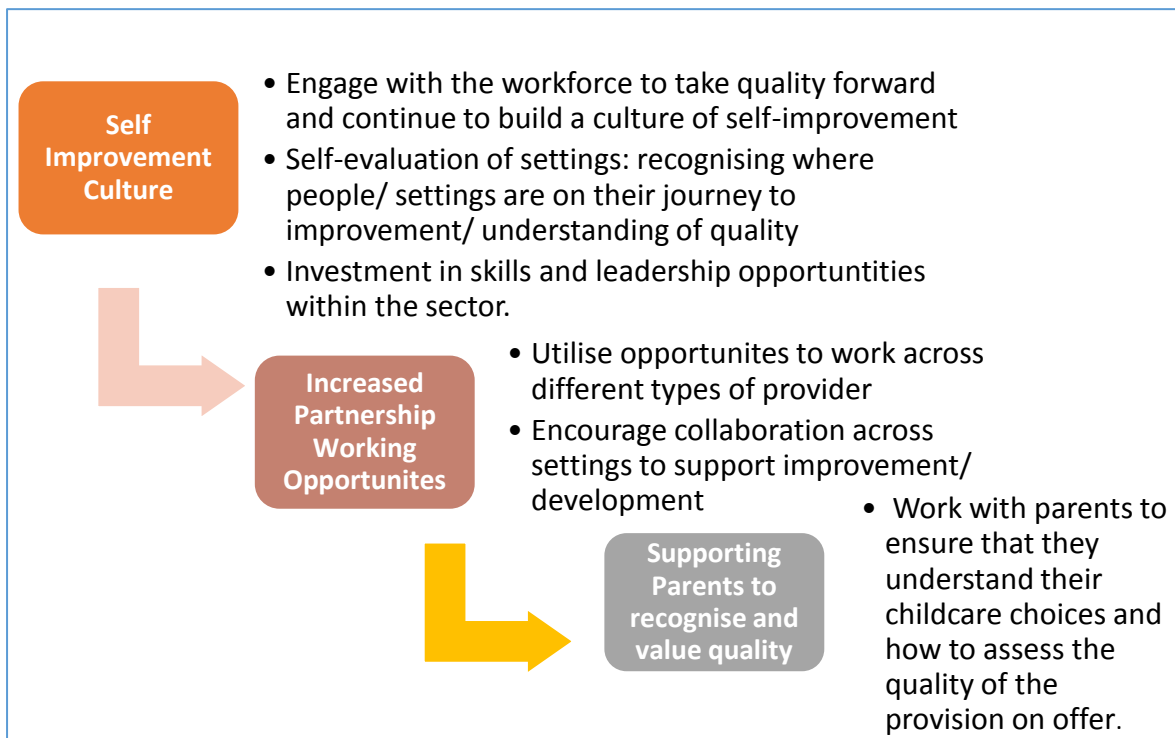 Self
Improvement
Culture
• Engage with the workforce to take quality forward
and continue to build a culture of self-improvement
• Self-evaluation of settings: recognising where
people/ settings are on their journey to
improvement/ understanding of quality
• Investment in skills and leadership opportuntities
within the sector.
Increased
Partnership
Working
Opportunites
• Utilise opportunites to work across
different types of provider
• Encourage collaboration across
settings to support improvement/
development
Supporting
Parents to
recognise and
value quality
• Work with parents to
ensure that they
understand their
childcare choices and
how to assess the
quality of the
provision on offer.